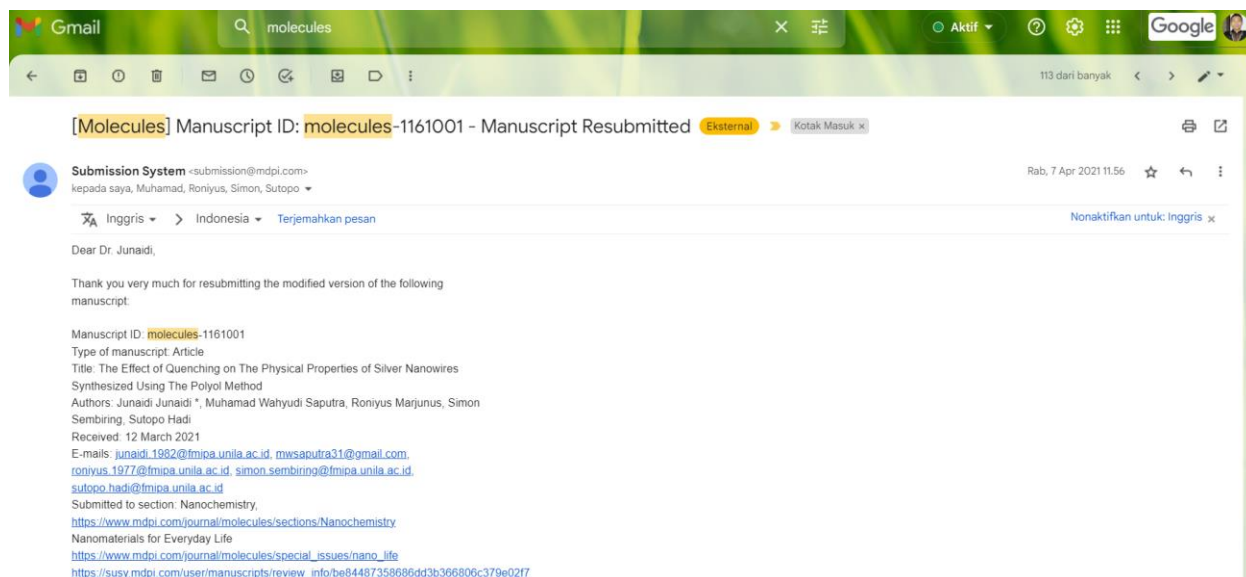 Gmail
molecules
Aktif
Google
113 dari banyak
[Molecules] Manuscript ID: molecules-1161001 - Manuscript Resubmitted Eksternal Kotak Masuk ×
Submission System <submission@mdpi.com>
Rab, 7 Apr 2021 11.56
kepada saya, Muhamad, Roniyus, Simon, Sutopo
Inggris > Indonesia Terjemahkan pesan
Nonaktifkan untuk: Inggris ×
Dear Dr. Junaidi,
Thank you very much for resubmitting the modified version of the following
manuscript:
Manuscript ID: molecules-1161001
Type of manuscript: Article
Title: The Effect of Quenching on The Physical Properties of Silver Nanowires
Synthesized Using The Polyol Method
Authors: Junaidi Junaidi *, Muhamad Wahyudi Saputra, Roniyus Marjunus, Simon
Sembiring, Sutopo Hadi
Received: 12 March 2021
E-mails: junaidi.1982@fmipa.unila.ac.id, mwsaputra31@gmail.com,
roniyus.1977@fmipa.unila.ac.id, simon.sembiring@fmipa.unila.ac.id,
sutopo.hadi@fmipa.unila.ac.id
Submitted to section: Nanochemistry,
https://www.mdpi.com/journal/molecules/sections/Nanochemistry
Nanomaterials for Everyday Life
https://www.mdpi.com/journal/molecules/special_issues/nano_life
https://susy.mdpi.com/user/manuscripts/review_info/be84487358686dd3b366806c379e02f7